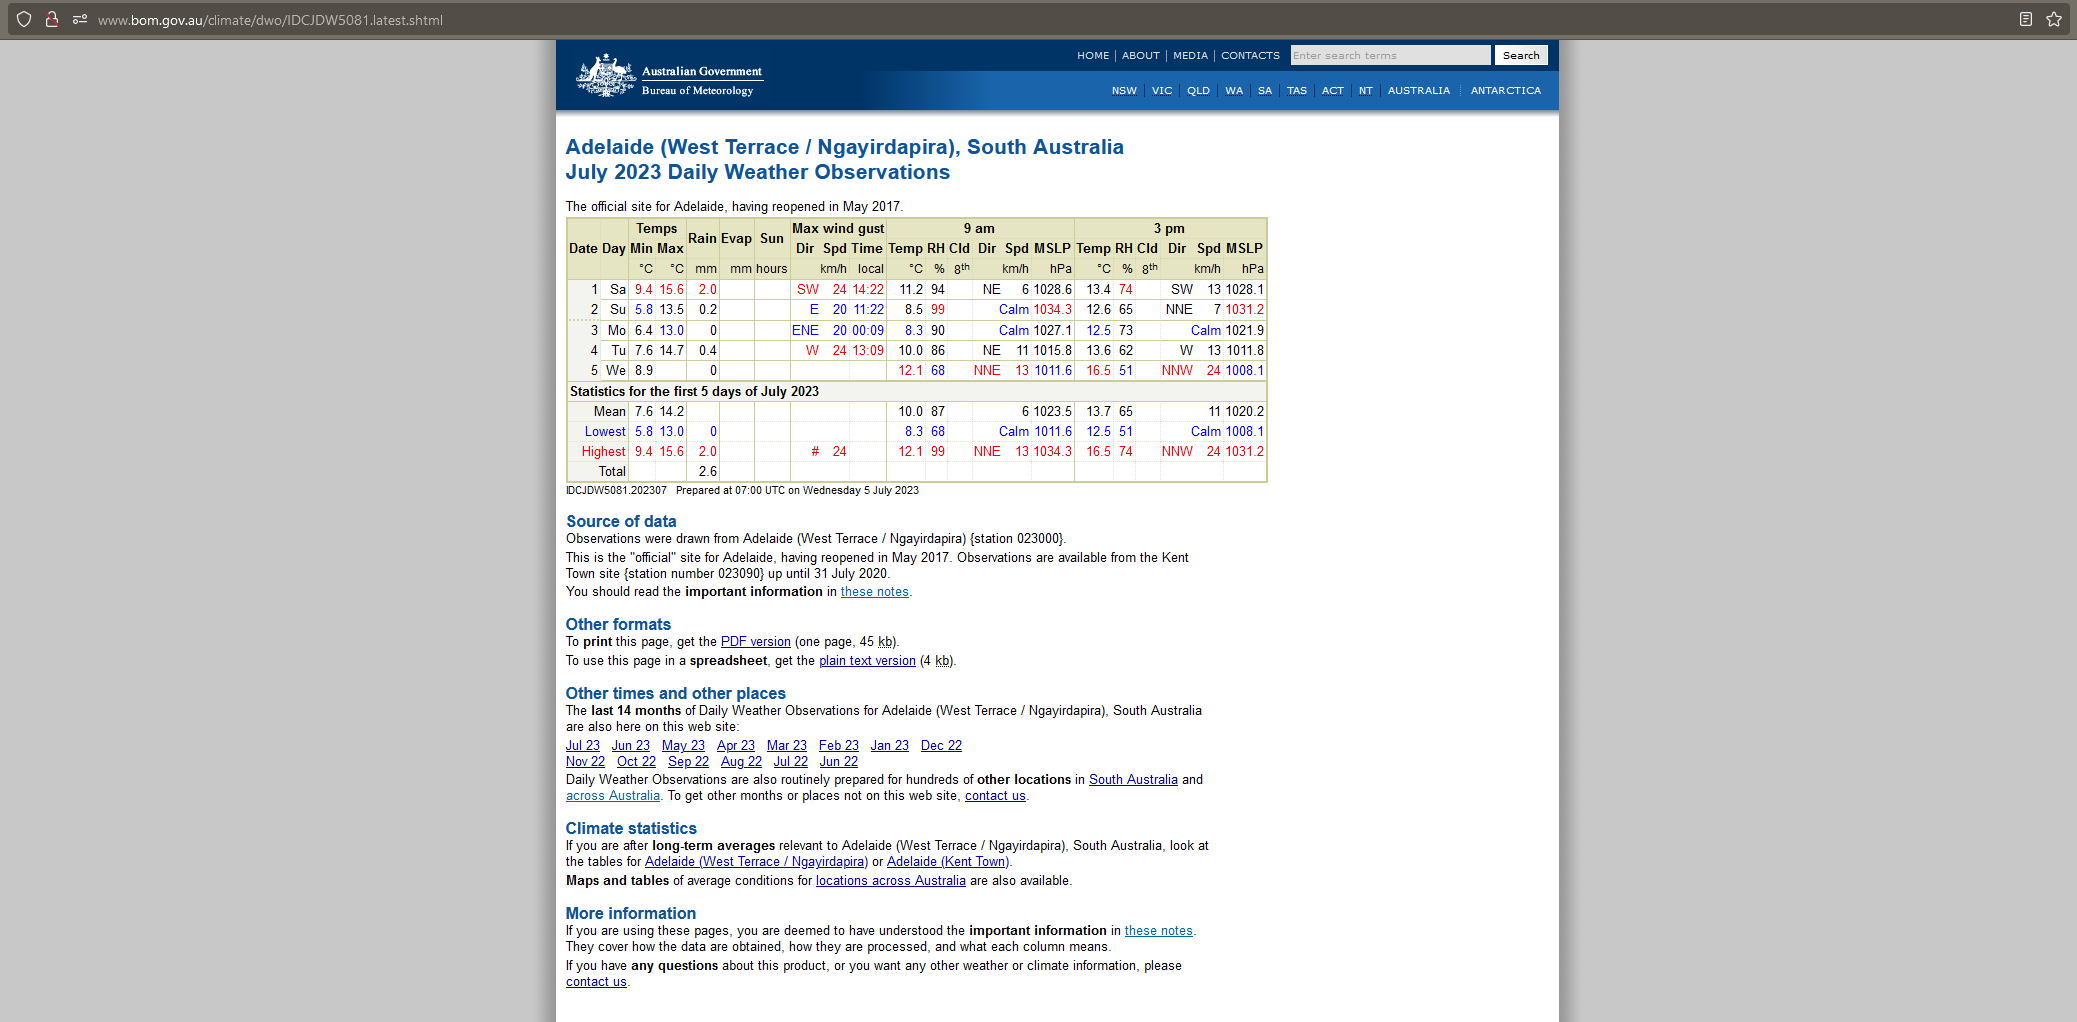 www.bom.gov.au/climate/dwo/IDCJDW5081.latest.shtml
Australian Government
Bureau of Meteorology
HOME | ABOUT | MEDIA | CONTACTS Enter search terms Search
NSW | VIC | QLD | WA | SA | TAS | ACT | NT | AUSTRALIA | ANTARCTICA
Adelaide (West Terrace / Ngayirdapira), South Australia
July 2023 Daily Weather Observations
The official site for Adelaide, having reopened in May 2017.
Date Day Temps Rain Evap Sun Max wind gust 9 am 3 pm
Min Max Dir Spd Time Temp RH Cld Dir Spd MSLP Temp RH Cld Dir Spd MSLP
°C °C mm mm hours km/h local °C % 8th km/h hPa °C % 8th km/h hPa
1 Sa 9.4 15.6 2.0 SW 24 14:22 11.2 94 NE 6 1028.6 13.4 74 SW 13 1028.1
2 Su 5.8 13.5 0.2 E 20 11:22 8.5 99 Calm 1034.3 12.6 65 NNE 7 1031.2
3 Mo 6.4 13.0 0 ENE 20 00:09 8.3 90 Calm 1027.1 12.5 73 Calm 1021.9
4 Tu 7.6 14.7 0.4 W 24 13:09 10.0 86 NE 11 1015.8 13.6 62 W 13 1011.8
5 We 8.9 0 12.1 68 NNE 13 1011.6 16.5 51 NNW 24 1008.1
Statistics for the first 5 days of July 2023
Mean 7.6 14.2 10.0 87 6 1023.5 13.7 65 11 1020.2
Lowest 5.8 13.0 0 8.3 68 Calm 1011.6 12.5 51 Calm 1008.1
Highest 9.4 15.6 2.0 # 24 12.1 99 NNE 13 1034.3 16.5 74 NNW 24 1031.2
Total 2.6
IDCJDW5081.202307 Prepared at 07:00 UTC on Wednesday 5 July 2023
Source of data
Observations were drawn from Adelaide (West Terrace / Ngayirdapira) {station 023000}.
This is the "official" site for Adelaide, having reopened in May 2017. Observations are available from the Kent
Town site {station number 023090} up until 31 July 2020.
You should read the important information in these notes.
Other formats
To print this page, get the PDF version (one page, 45 kb).
To use this page in a spreadsheet, get the plain text version (4 kb).
Other times and other places
The last 14 months of Daily Weather Observations for Adelaide (West Terrace / Ngayirdapira), South Australia
are also here on this web site:
Jul 23 Jun 23 May 23 Apr 23 Mar 23 Feb 23 Jan 23 Dec 22
Nov 22 Oct 22 Sep 22 Aug 22 Jul 22 Jun 22
Daily Weather Observations are also routinely prepared for hundreds of other locations in South Australia and
across Australia. To get other months or places not on this web site, contact us.
Climate statistics
If you are after long-term averages relevant to Adelaide (West Terrace / Ngayirdapira), South Australia, look at
the tables for Adelaide (West Terrace / Ngayirdapira) or Adelaide (Kent Town).
Maps and tables of average conditions for locations across Australia are also available.
More information
If you are using these pages, you are deemed to have understood the important information in these notes.
They cover how the data are obtained, how they are processed, and what each column means.
If you have any questions about this product, or you want any other weather or climate information, please
contact us.